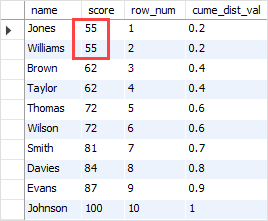 name score row_num cume_dist_val
Jones 55 1 0.2
Williams 55 2 0.2
Brown 62 3 0.4
Taylor 62 4 0.4
Thomas 72 5 0.6
Wilson 72 6 0.6
Smith 81 7 0.7
Davies 84 8 0.8
Evans 87 9 0.9
Johnson 100 10 1